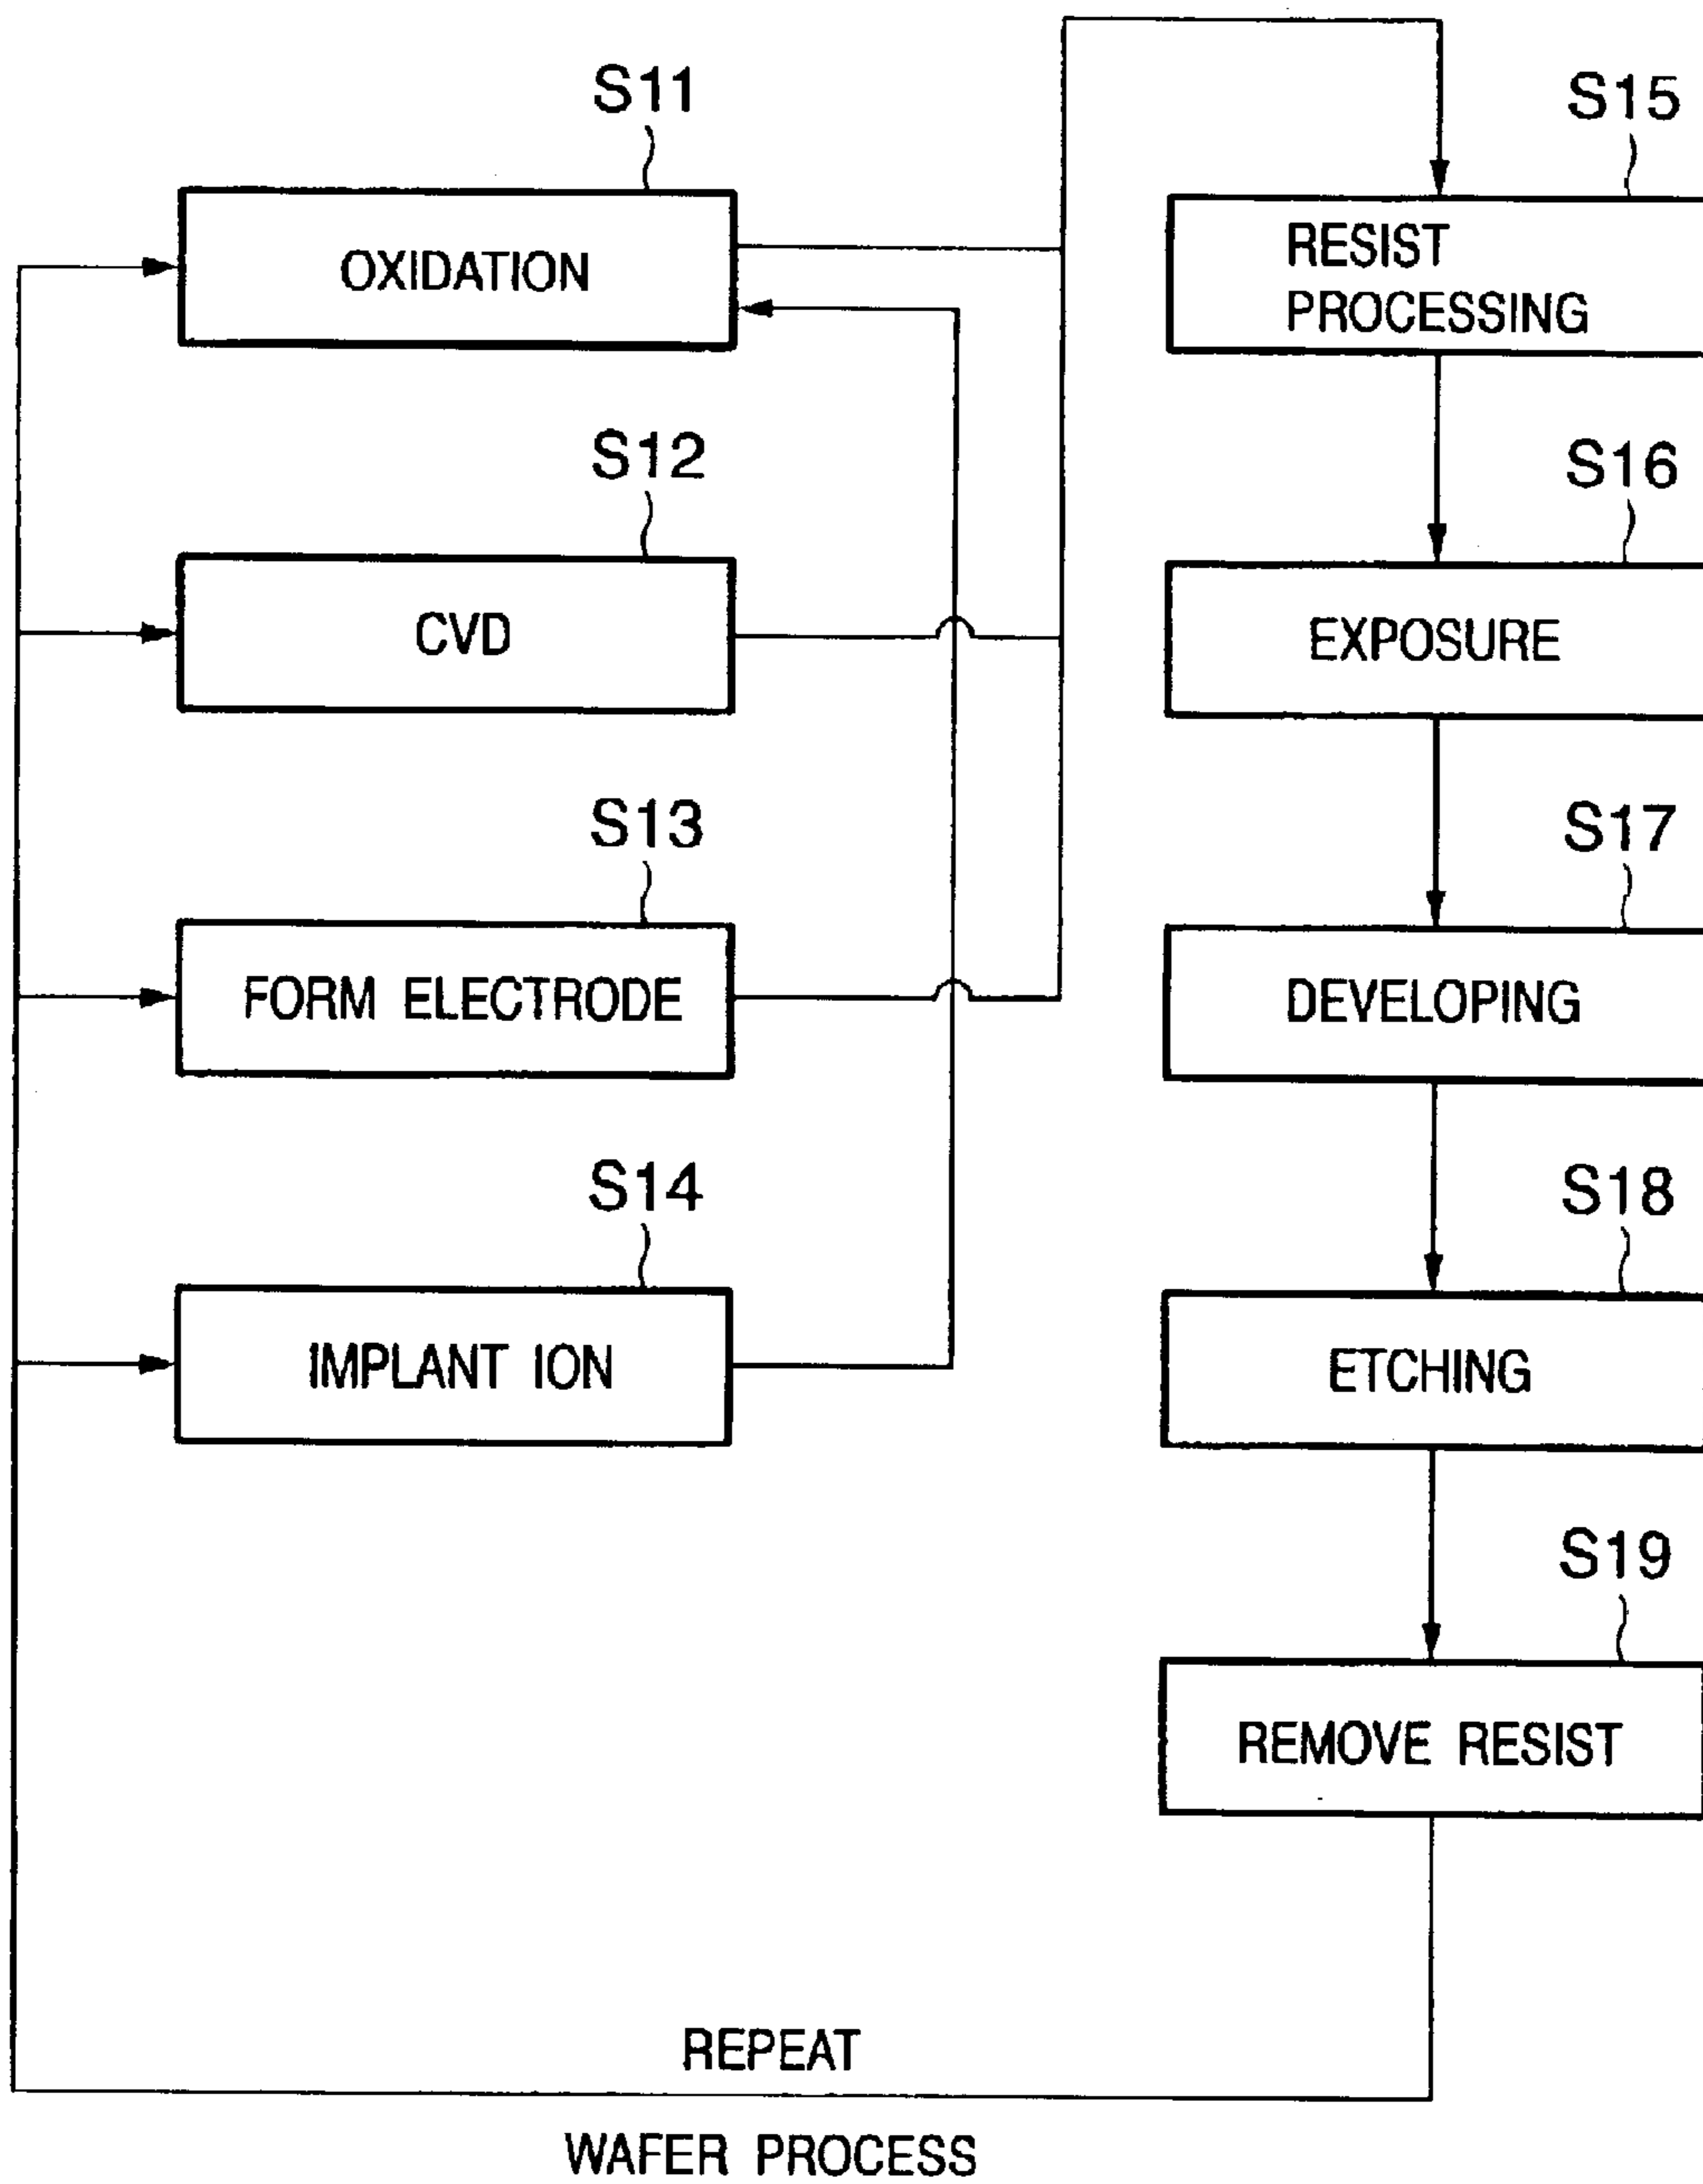 S11
OXIDATION
S12
CVD
S13
FORM ELECTRODE
S14
IMPLANT ION
S15
RESIST
PROCESSING
S16
EXPOSURE
S17
DEVELOPING
S18
ETCHING
S19
REMOVE RESIST
REPEAT
WAFER PROCESS